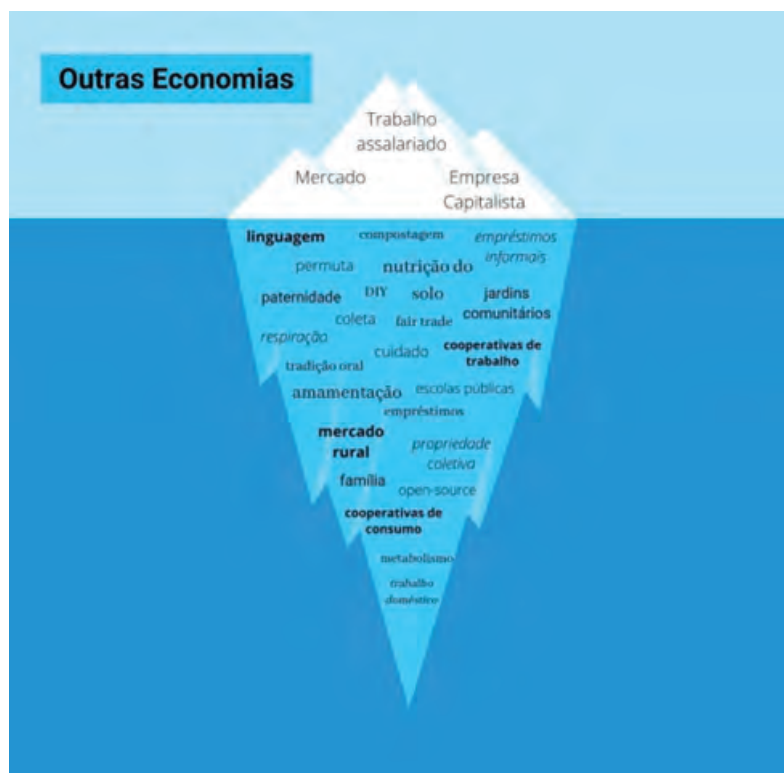 Outras Economias
Trabalho
assalariado
Mercado
Empresa
Capitalista
linguagem
compostagem
empréstimos
informais
permuta
nutrição do
solo
paternidade
DIY
jardins
comunitários
coleta
fair trade
respiração
cuidado
cooperativas de
trabalho
tradição oral
amamentação
escolas públicas
empréstimos
mercado
rural
propriedade
coletiva
família
open-source
cooperativas de
consumo
metabolismo
trabalho
doméstico